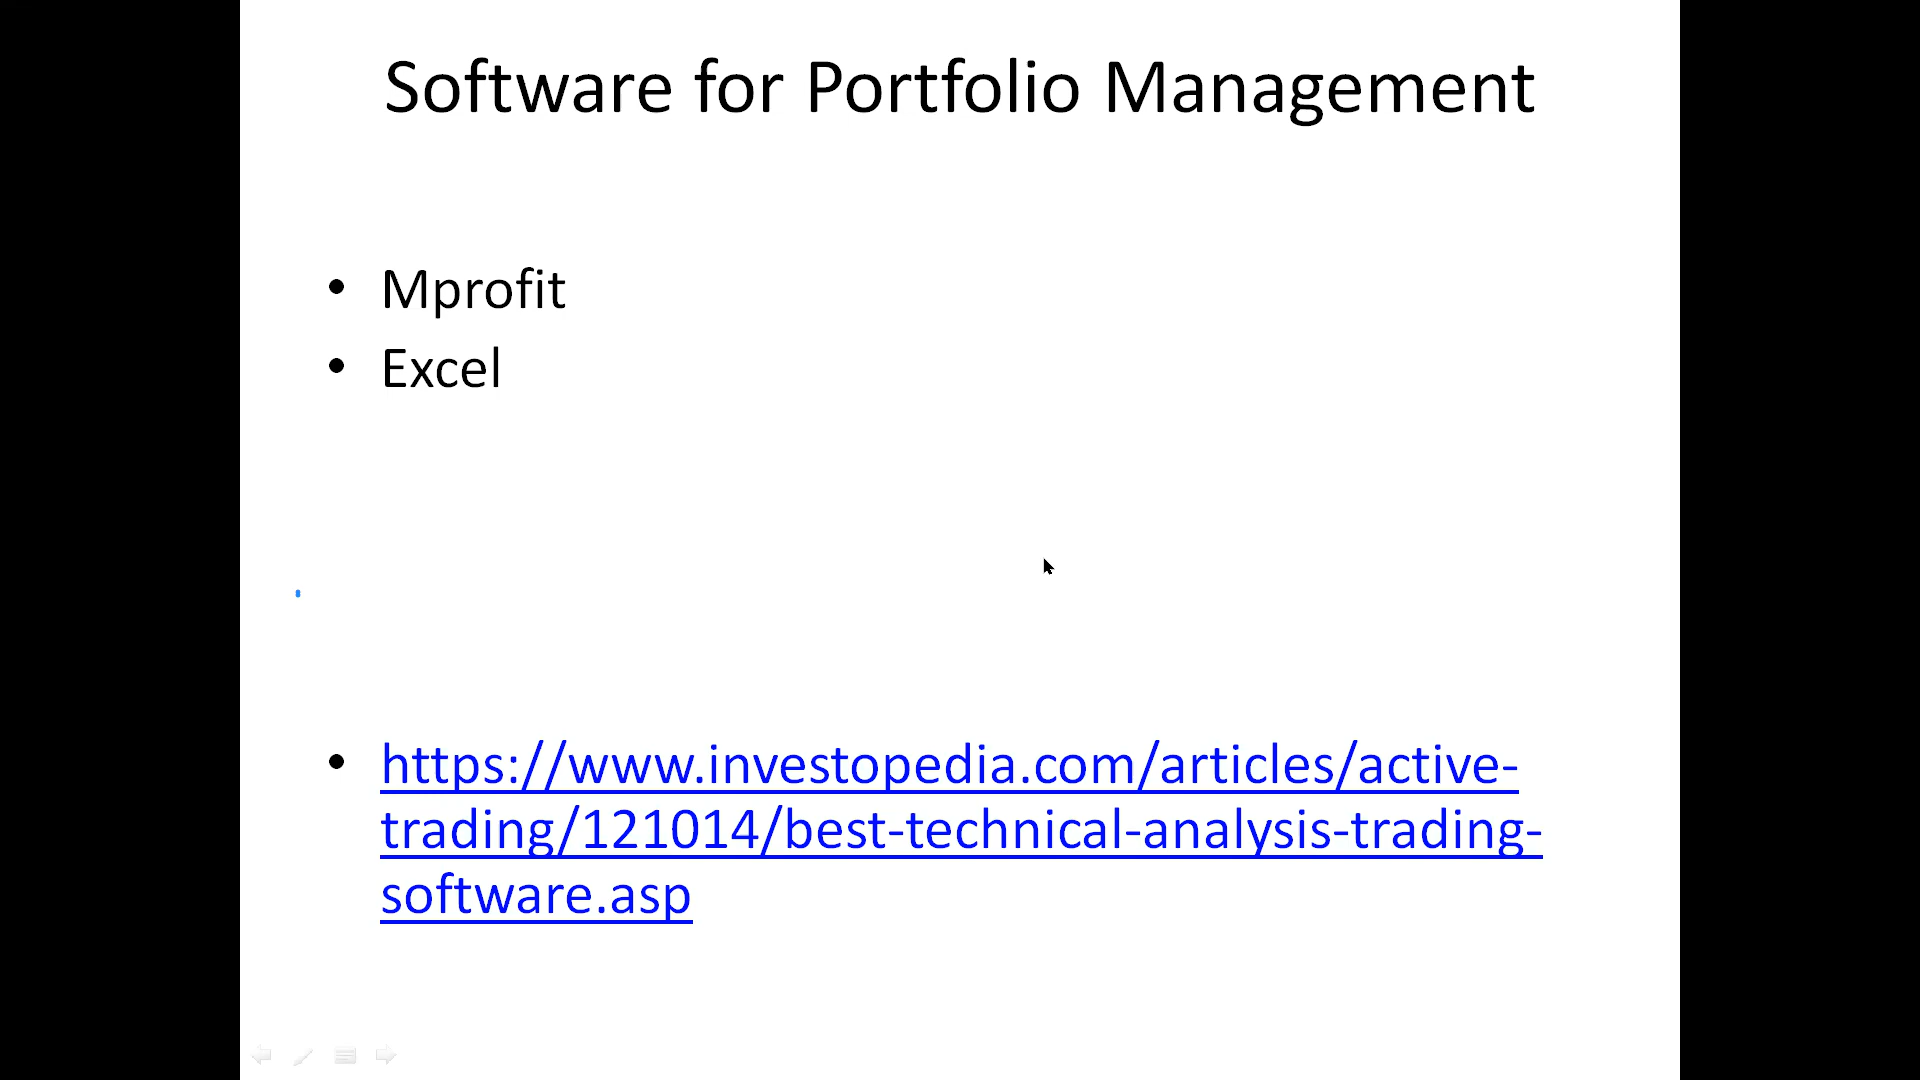 Software for Portfolio Management
• Mprofit
• Excel
• https://www.investopedia.com/articles/active-
trading/121014/best-technical-analysis-trading-
software.asp